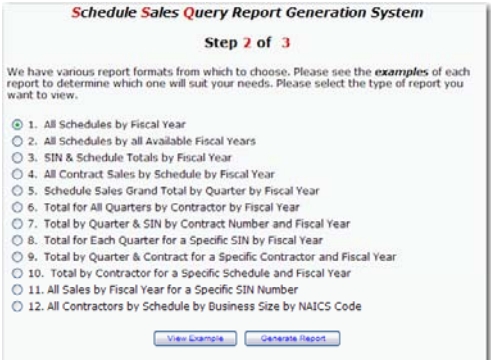 Schedule Sales Query Report Generation System
Step 2 of 3
We have various report formats from which to choose. Please see the examples of each
report to determine which one will suit your needs. Please select the type of report you
want to view.
1. All Schedules by Fiscal Year
2. All Schedules by all Available Fiscal Years
3. SIN & Schedule Totals by Fiscal Year
4. All Contract Sales by Schedule by Fiscal Year
5. Schedule Sales Grand Total by Quarter by Fiscal Year
6. Total for All Quarters by Contractor by Fiscal Year
7. Total by Quarter & SIN by Contract Number and Fiscal Year
8. Total for Each Quarter for a Specific SIN by Fiscal Year
9. Total by Quarter & Contract for a Specific Contractor and Fiscal Year
10. Total by Contractor for a Specific Schedule and Fiscal Year
11. All Sales by Fiscal Year for a Specific SIN Number
12. All Contractors by Schedule by Business Size by NAICS Code
View Example Generate Report